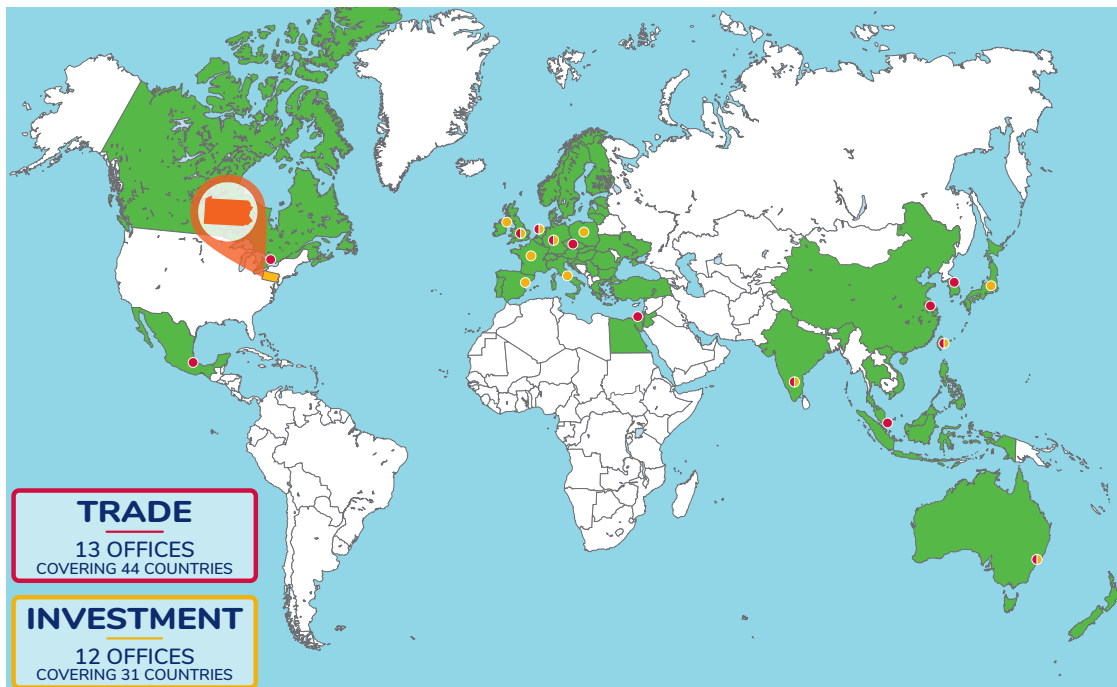 TRADE
13 OFFICES
COVERING 44 COUNTRIES
INVESTMENT
12 OFFICES
COVERING 31 COUNTRIES